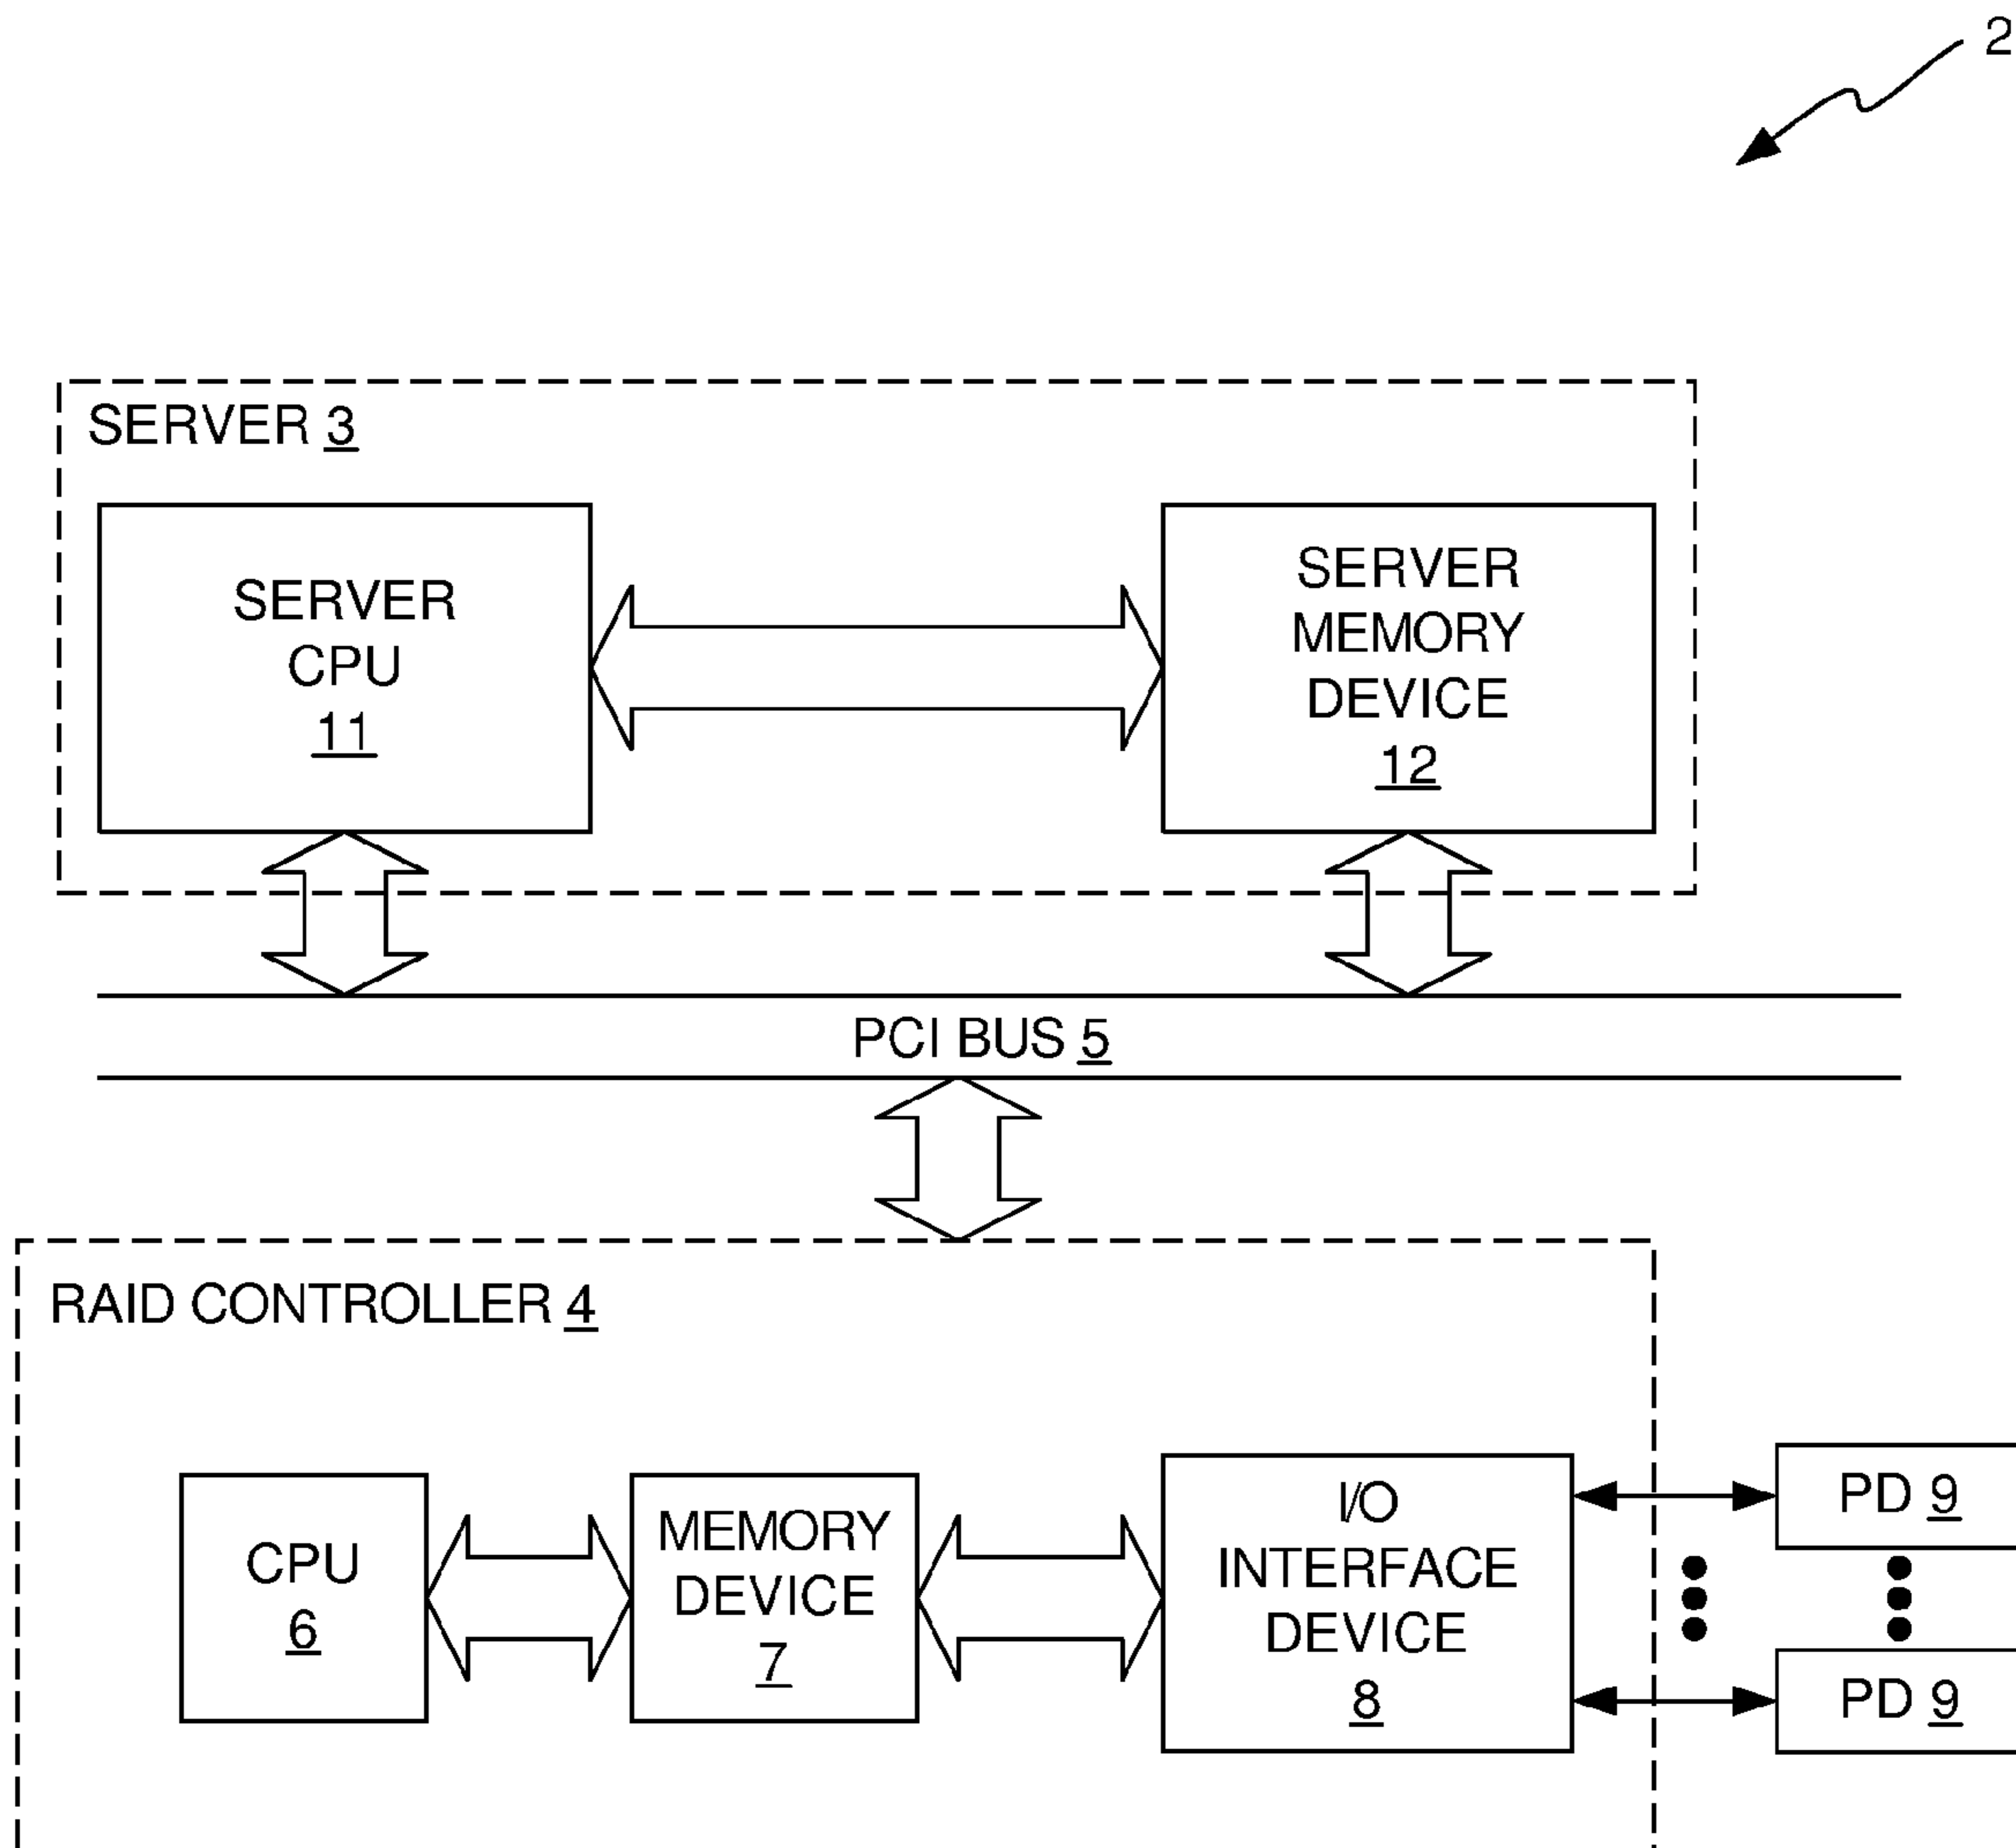 2
SERVER 3
SERVER
CPU
11
SERVER
MEMORY
DEVICE
12
PCI BUS 5
RAID CONTROLLER 4
CPU
6
MEMORY
DEVICE
7
I/O
INTERFACE
DEVICE
8
PD 9
PD 9